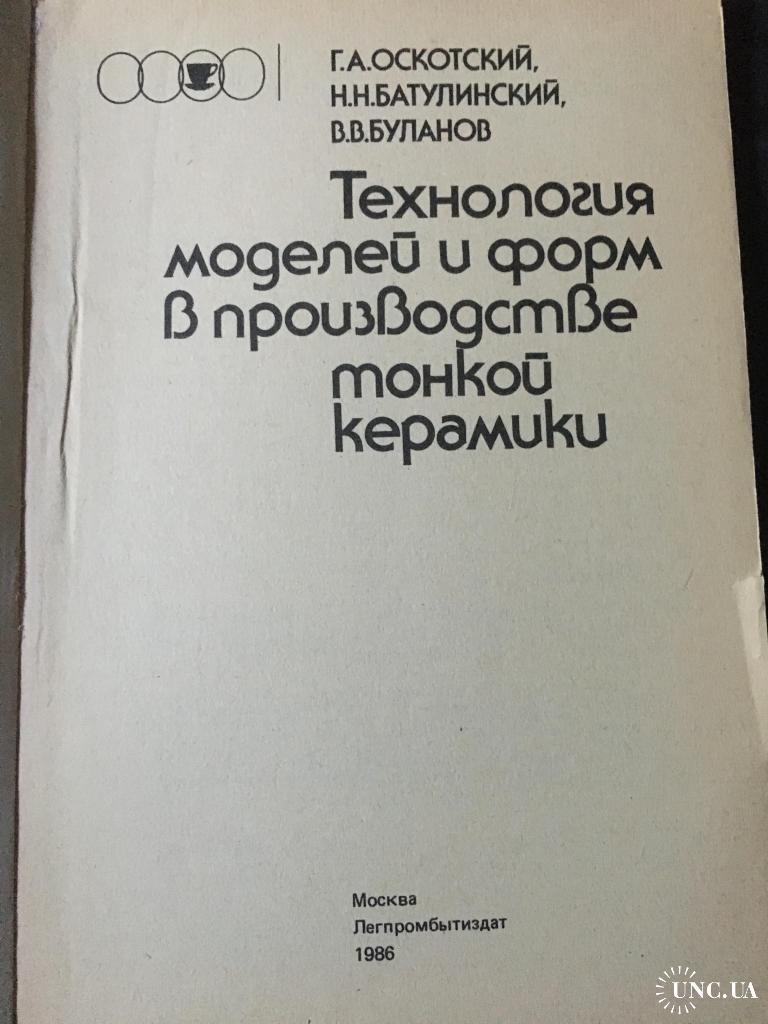 Г.А.ОСКОТСКИЙ,
Н.Н.БАТУЛИНСКИЙ,
В.В.БУЛАНОВ
Технология
моделей и форм
в производстве
тонкой
керамики
Москва
Легпромбытиздат
1986
UNC.UA